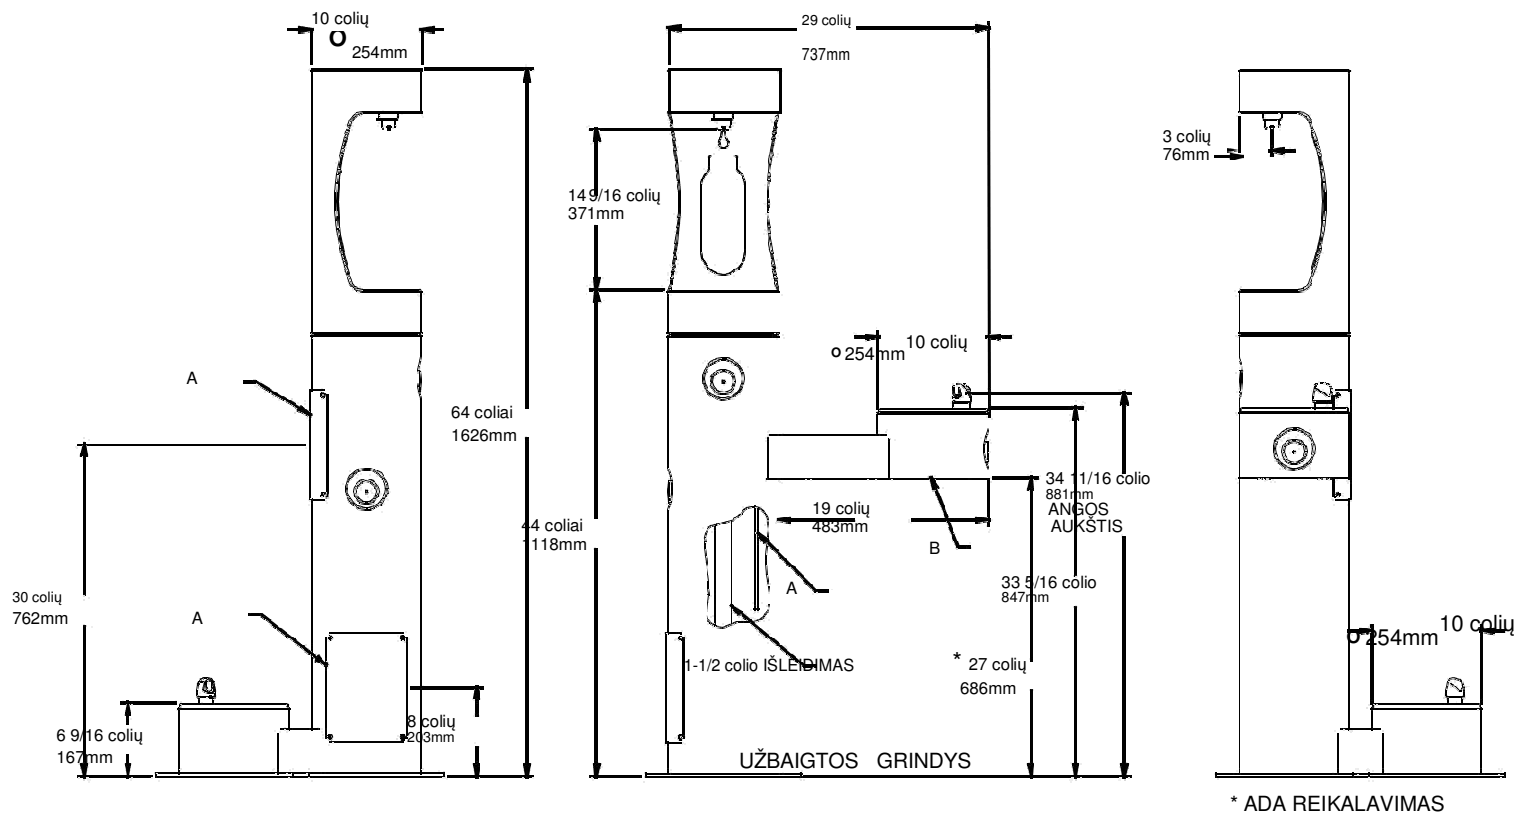 10 colių
254mm
29 colių
737mm
3 colių
76mm
14 9/16 colių
371mm
10 colių
254mm
A
64 coliai
1626mm
34 11/16 colio
881mm
ANGOS
AUKŠTIS
19 colių
483mm
44 coliai
1118mm
B
A
33 5/16 colio
847mm
30 colių
762mm
A
10 colių
254mm
1-1/2 colio IŠLEIDIMAS
* 27 colių
686mm
8 colių
203mm
6 9/16 colių
167mm
UŽBAIGTOS GRINDYS
* ADA REIKALAVIMAS